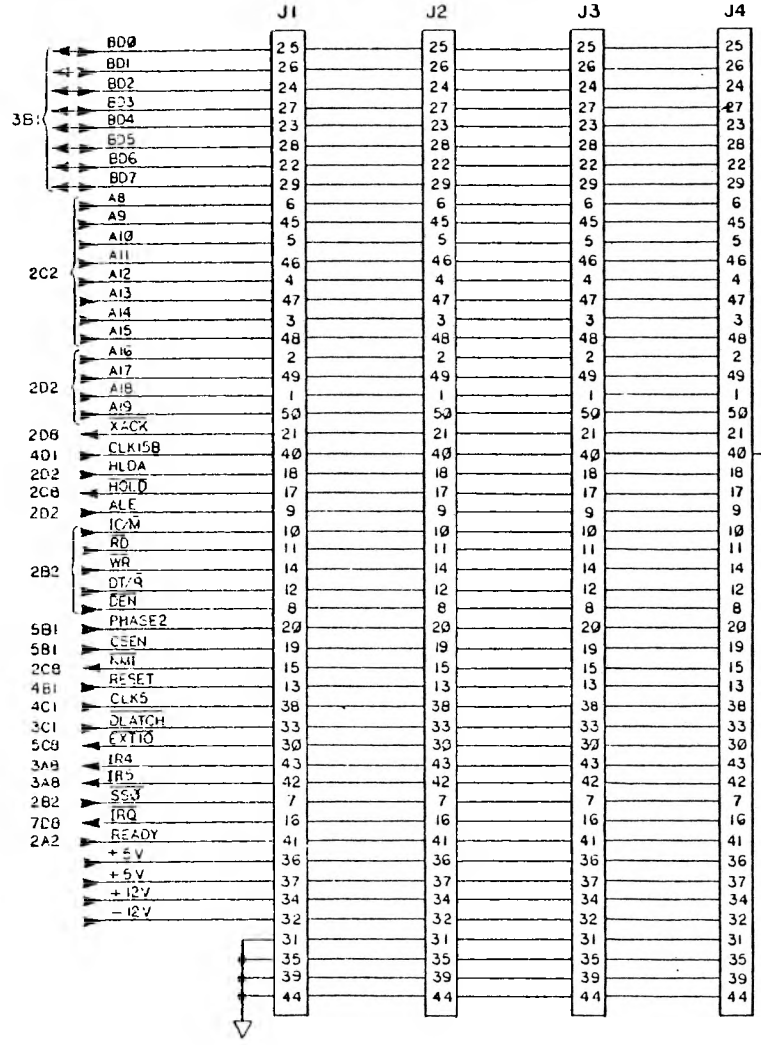 J1 J2 J3 J4
BD0 25 25 25 25
BD1 26 26 26 26
BD2 24 24 24 24
3B1 BD3 27 27 27 27
BD4 23 23 23 23
BD5 28 28 28 28
BD6 22 22 22 22
BD7 29 29 29 29
A8 6 6 6 6
A9 45 45 45 45
A10 5 5 5 5
A11 46 46 46 46
2C2 A12 4 4 4 4
A13 47 47 47 47
A14 3 3 3 3
A15 48 48 48 48
A16 2 2 2 2
A17 49 49 49 49
2D2 A18 1 1 1 1
A19 50 50 50 50
2D8 XACK 21 21 21 21
4D1 CLK15B 40 40 40 40
2D2 HLDA 18 18 18 18
2C8 HOLD 17 17 17 17
2D2 ALE 9 9 9 9
IO/M 10 10 10 10
RD 11 11 11 11
2B2 WR 14 14 14 14
DT/R 12 12 12 12
DEN 8 8 8 8
5B1 PHASE2 20 20 20 20
5B1 CSEN 19 19 19 19
2C8 NMI 15 15 15 15
4B1 RESET 13 13 13 13
4C1 CLK5 38 38 38 38
3C1 DLATCH 33 33 33 33
5C8 EXTIO 30 30 30 30
3A8 IR4 43 43 43 43
3A8 IR5 42 42 42 42
2B2 SSO 7 7 7 7
7D8 IRQ 16 16 16 16
2A2 READY 41 41 41 41
+5V 36 36 36 36
+5V 37 37 37 37
+12V 34 34 34 34
-12V 32 32 32 32
31 31 31 31
35 35 35 35
39 39 39 39
44 44 44 44